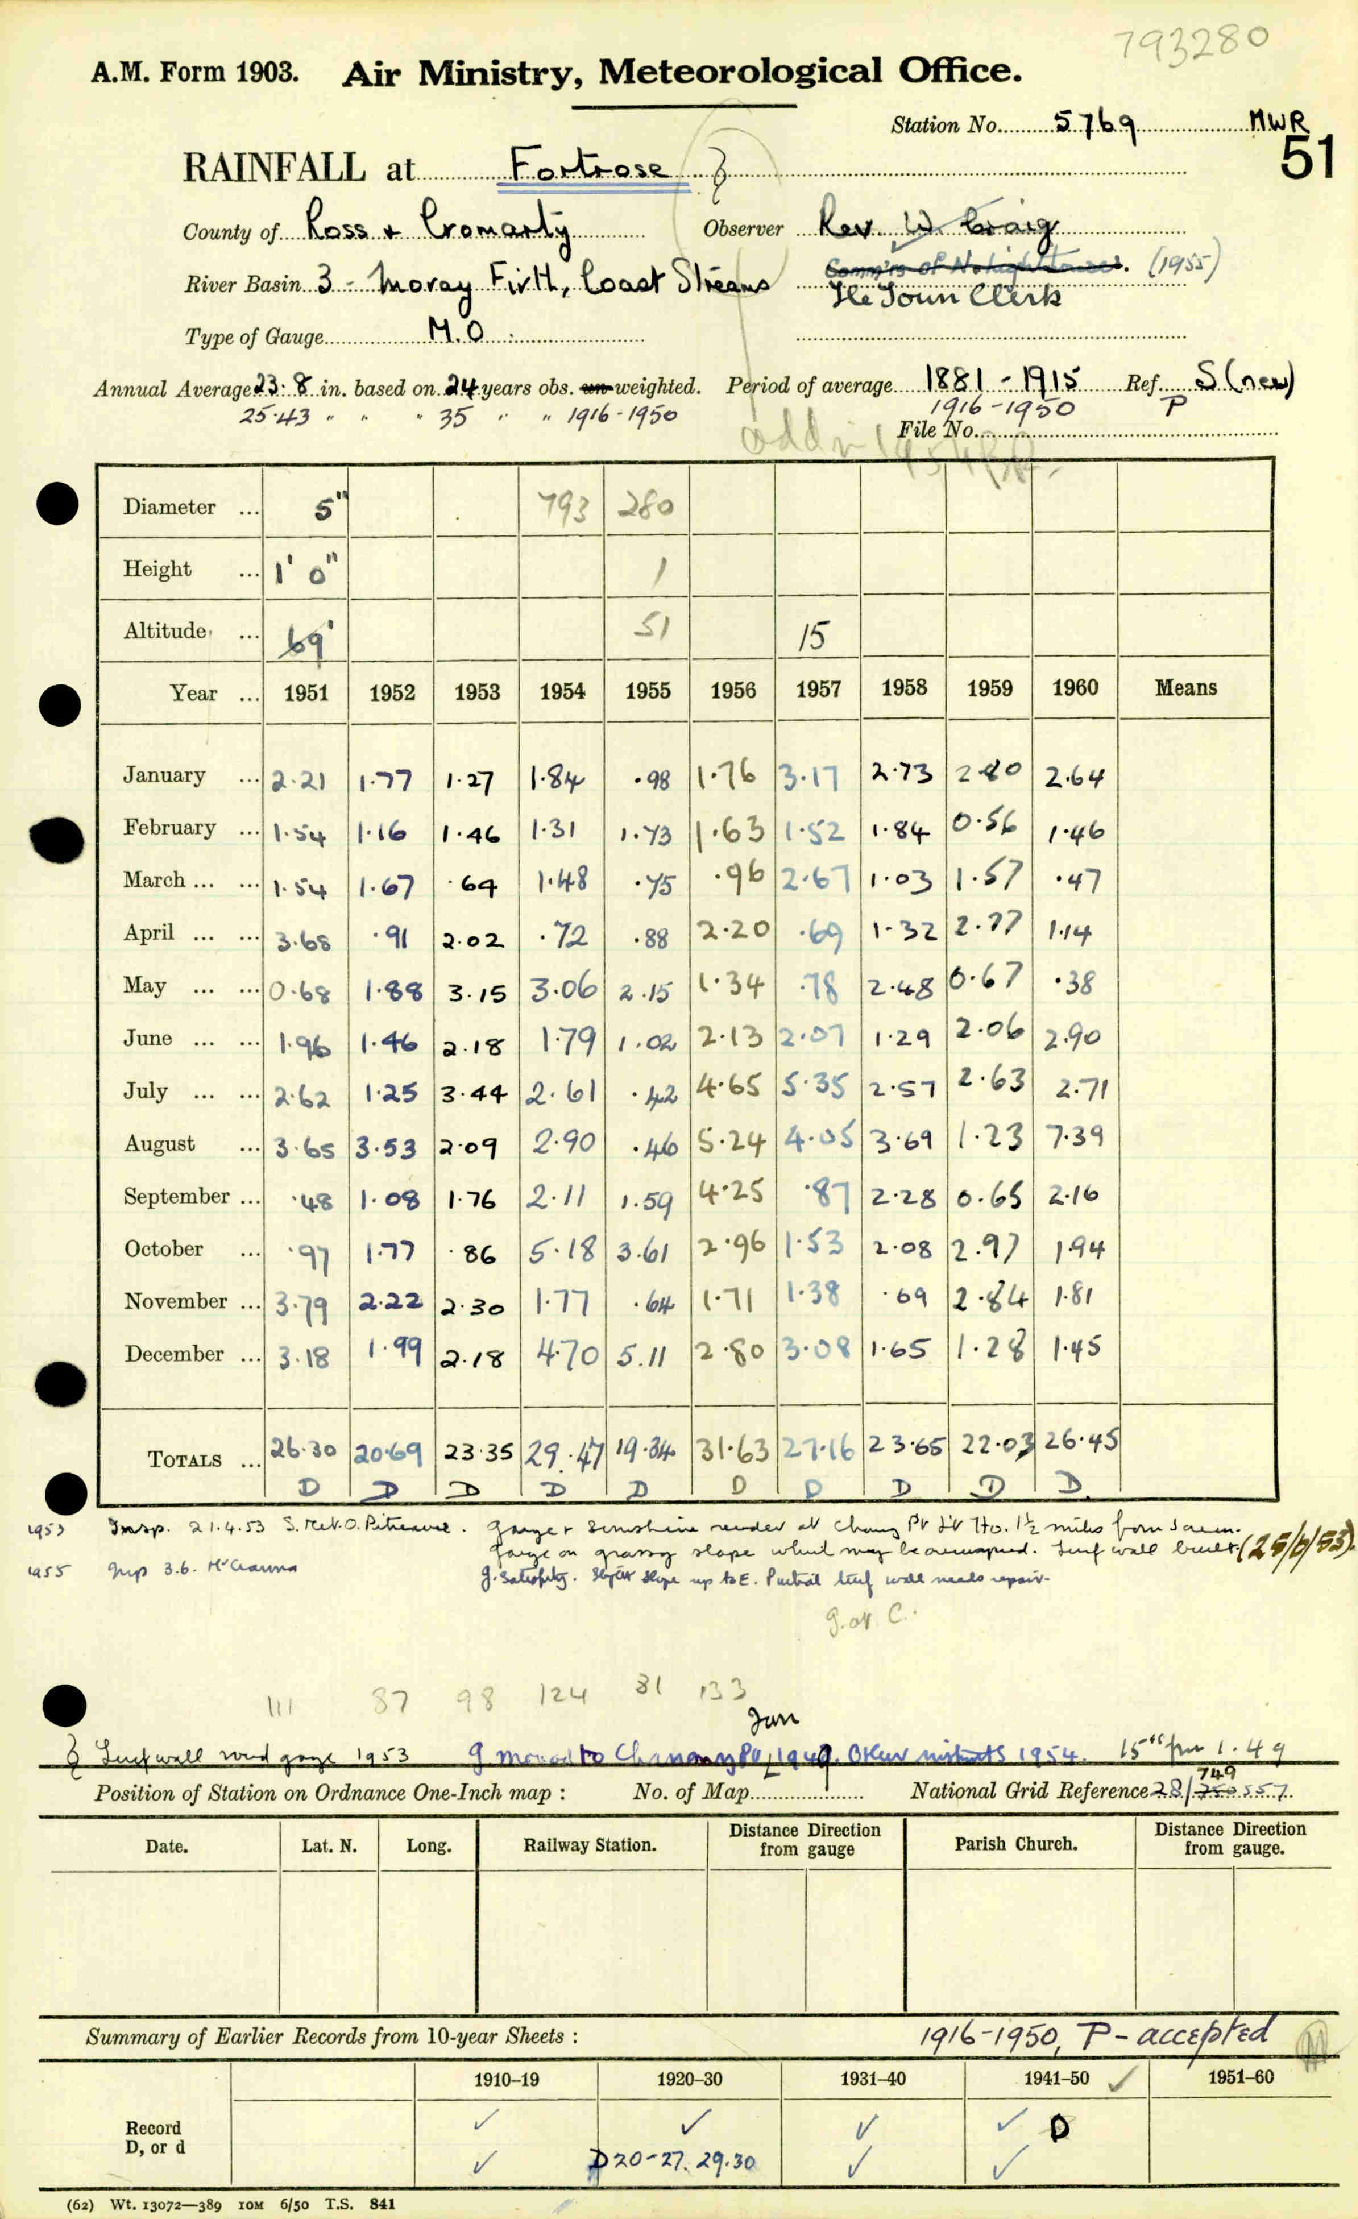 793280
A.M. Form 1903. Air Ministry, Meteorological Office.
Station No. 5769 MWR
51
RAINFALL at Fortrose
County of Ross & Cromarty Observer Rev. W. Craig
Comm'rs of N. Lighthouses. (1955)
River Basin 3 - Moray Firth, Coast Streams The Town Clerk
Type of Gauge M.O.
Annual Average 23.8 in. based on 24 years obs. un-weighted. Period of average 1881-1915 Ref. S (new)
25.43 " " " 35 " " 1916-1950 1916-1950 P
File No.
Diameter ... 5" 793 280
Height ... 1' 0" 1
Altitude ... 69' 51 15
Year ... 1951 1952 1953 1954 1955 1956 1957 1958 1959 1960 Means
January ... 2.21 1.77 1.27 1.84 .98 1.76 3.17 2.73 2.80 2.64
February ... 1.54 1.16 1.46 1.31 1.73 1.63 1.52 1.84 0.56 1.46
March ... ... 1.54 1.67 .64 1.48 .75 .96 2.67 1.03 1.57 .47
April ... ... 3.68 .91 2.02 .72 .88 2.20 .69 1.32 2.77 1.14
May ... ... 0.68 1.88 3.15 3.06 2.15 1.34 .78 2.48 0.67 .38
June ... ... 1.96 1.46 2.18 1.79 1.02 2.13 2.07 1.29 2.06 2.90
July ... ... 2.62 1.25 3.44 2.61 .42 4.65 5.35 2.57 2.63 2.71
August ... 3.65 3.53 2.09 2.90 .46 5.24 4.05 3.69 1.23 7.39
September ... .48 1.08 1.76 2.11 1.59 4.25 .87 2.28 0.65 2.16
October ... .97 1.77 .86 5.18 3.61 2.96 1.53 2.08 2.97 1.94
November ... 3.79 2.22 2.30 1.77 .64 1.71 1.38 .69 2.84 1.81
December ... 3.18 1.99 2.18 4.70 5.11 2.80 3.08 1.65 1.28 1.45
TOTALS ... 26.30 20.69 23.35 29.47 19.34 31.63 27.16 23.65 22.03 26.45
D D D D D D D D D D
1953 Insp. 21.4.53 S. Met. O. Pitreavie. Gauge & sunshine recorder at Chanonry Pt Lt Ho. 1½ miles from
Gauge on grassy slope which may be Turf wall built (25/6/53).
1955 Insp 3.6. g. satisfcty. Slight slope up to E. Partial turf wall needs repair.
g. at C.
111 87 98 124 81 133
Jan
Turf wall round gauge 1953 g moved to Chanonry Pt 1949. Other 1954. 15" from 1.49
Position of Station on Ordnance One-Inch map : No. of Map National Grid Reference 28/750557
749
Date. Lat. N. Long. Railway Station. Distance Direction from gauge Parish Church. Distance Direction from gauge.
Summary of Earlier Records from 10-year Sheets : 1916-1950, P - accepted
1910–19 1920–30 1931–40 1941–50 ✓ 1951–60
Record ✓ ✓ ✓ ✓ D
D, or d ✓ D 20-27. 29.30 ✓ ✓
(62) Wt. 13072—389 10M 6/50 T.S. 841